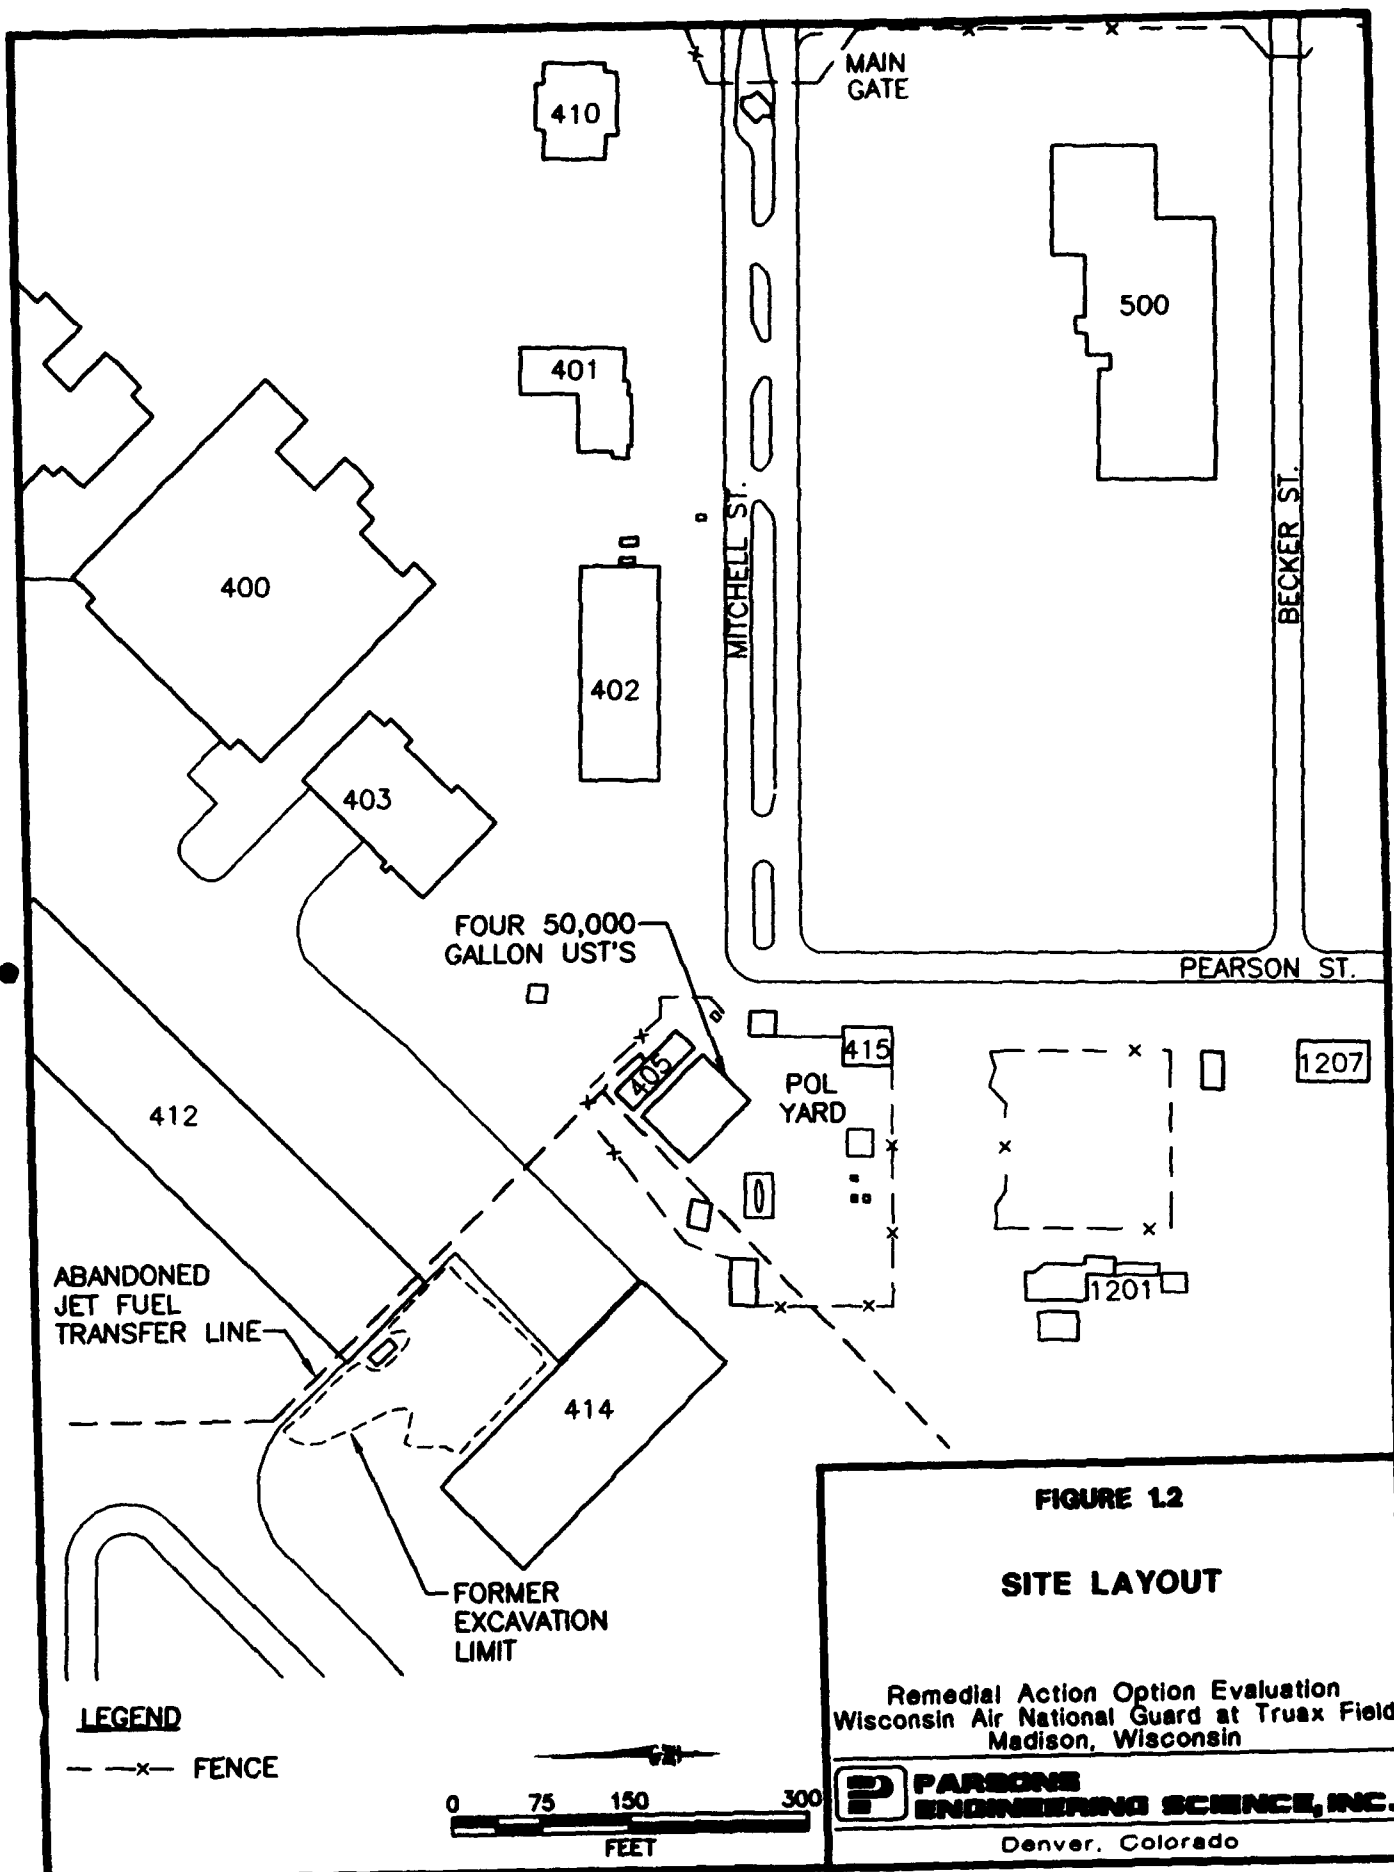 MAIN
GATE
410
500
401
MITCHELL ST.
BECKER ST.
400
402
403
FOUR 50,000
GALLON UST'S
PEARSON ST.
415
405
1207
POL
YARD
412
ABANDONED
JET FUEL
TRANSFER LINE
1201
414
FIGURE 1.2
SITE LAYOUT
FORMER
EXCAVATION
LIMIT
Remedial Action Option Evaluation
Wisconsin Air National Guard at Truax Field
Madison, Wisconsin
LEGEND
FENCE
PARSONS
ENGINEERING SCIENCE, INC.
0 75 150 300
FEET
Denver, Colorado